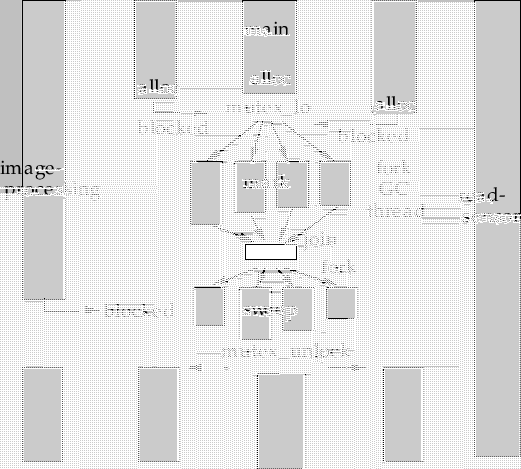 main
alloc
alloc
alloc
mutex_lo
blocked
blocked
image-
processing
mark
fork
GC
thread
read-
sensor
join
fork
blocked
sweep
mutex_unlock